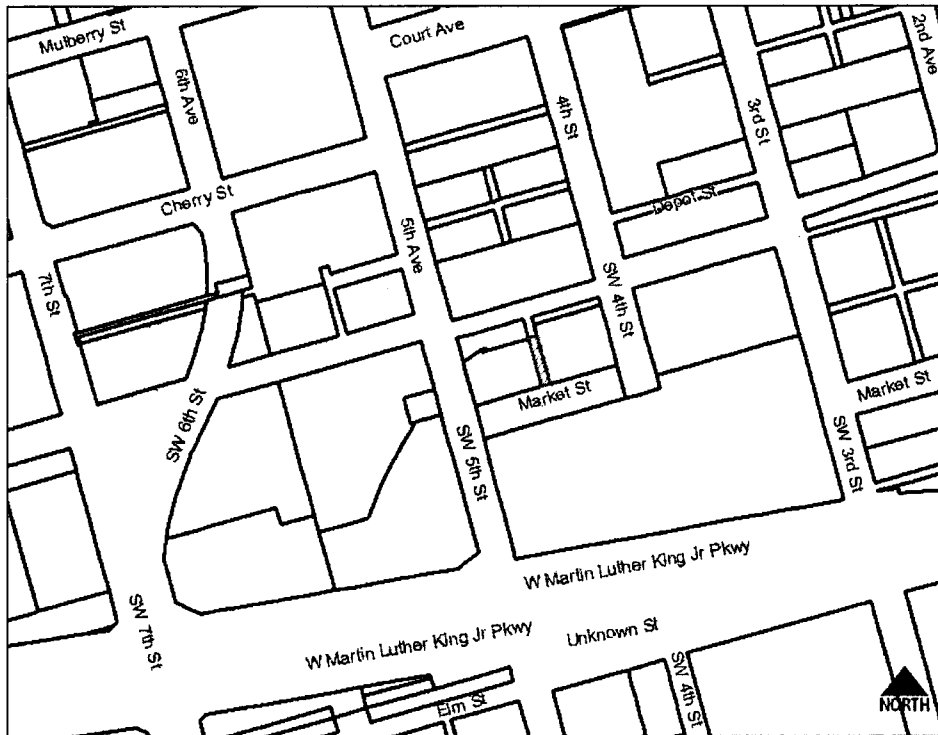 Mulberry St
Court Ave
2nd Ave
6th Ave
4th St
3rd St
Cherry St
Depot St
5th Ave
7th St
SW 4th St
Market St
Market St
SW 6th St
SW 5th St
SW 3rd St
W Martin Luther King Jr Pkwy
SW 7th St
Unknown St
W Martin Luther King Jr Pkwy
SW 4th St
Elm St
NORTH